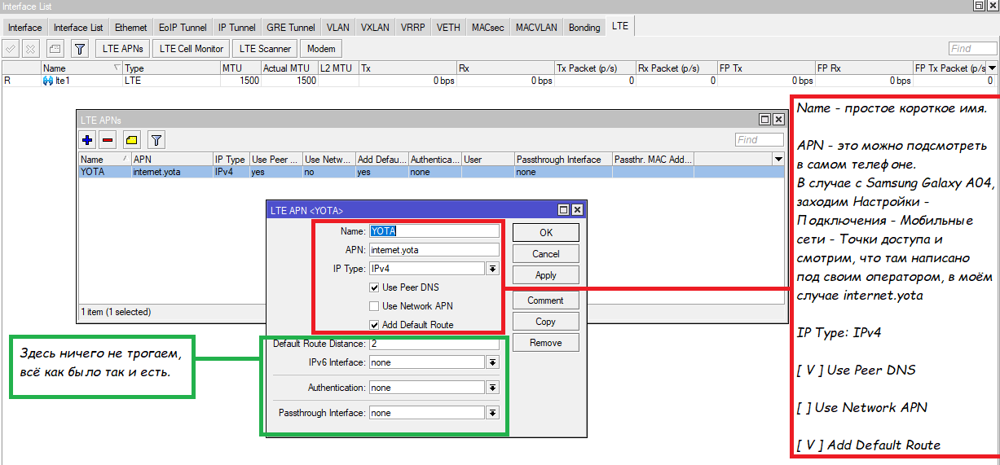 Interface List
Interface Interface List Ethernet EoIP Tunnel IP Tunnel GRE Tunnel VLAN VXLAN VRRP VETH MACsec MACVLAN Bonding LTE
LTE APNs LTE Cell Monitor LTE Scanner Modem Find
Name Type MTU Actual MTU L2 MTU Tx Rx Tx Packet (p/s) Rx Packet (p/s) FP Tx FP Rx FP Tx Packet (p/s
R lte1 LTE 1500 1500 0 bps 0 bps 0 0 0 bps 0 bps 0
LTE APNs
Find
Name APN IP Type Use Peer ... Use Netw... Add Defau... Authentica... User Passthrough Interface Passthr. MAC Add...
YOTA internet.yota IPv4 yes no yes none none
1 item (1 selected)
LTE APN <YOTA>
Name: YOTA
APN: internet.yota
IP Type: IPv4
Use Peer DNS
Use Network APN
Add Default Route
Default Route Distance: 2
IPv6 Interface: none
Authentication: none
Passthrough Interface: none
OK
Cancel
Apply
Comment
Copy
Remove
Здесь ничего не трогаем,
всё как было так и есть.
Name - простое короткое имя.
APN - это можно подсмотреть
в самом телефоне.
В случае с Samsung Galaxy A04,
заходим Настройки -
Подключения - Мобильные
сети - Точки доступа и
смотрим, что там написано
под своим оператором, в моём
случае internet.yota
IP Type: IPv4
[ V ] Use Peer DNS
[ ] Use Network APN
[ V ] Add Default Route